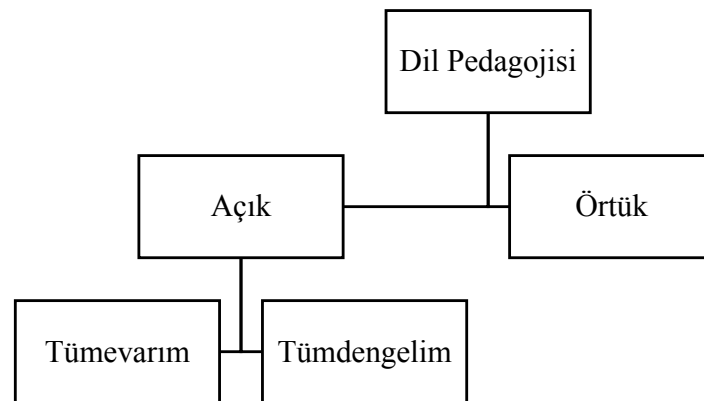 Dil Pedagojisi
Açık
Örtük
Tümevarım
Tümdengelim